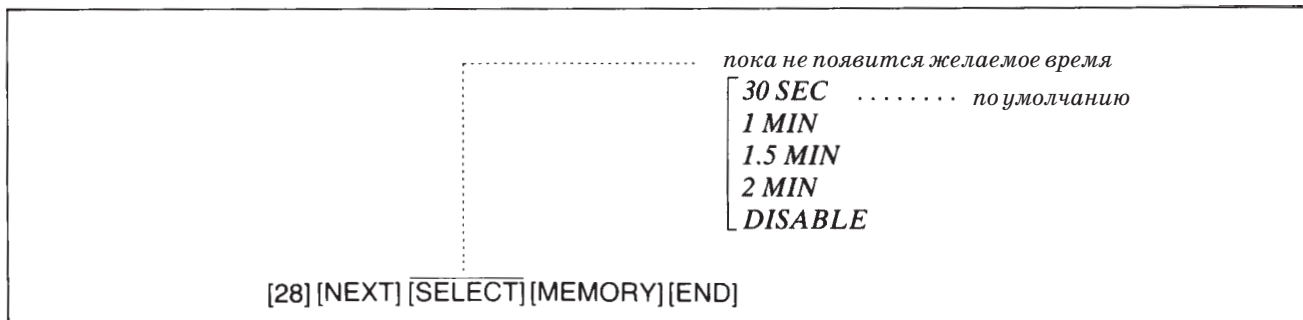 пока не появится желаемое время
30 SEC ........ по умолчанию
1 MIN
1.5 MIN
2 MIN
DISABLE
[28] [NEXT] [SELECT] [MEMORY] [END]